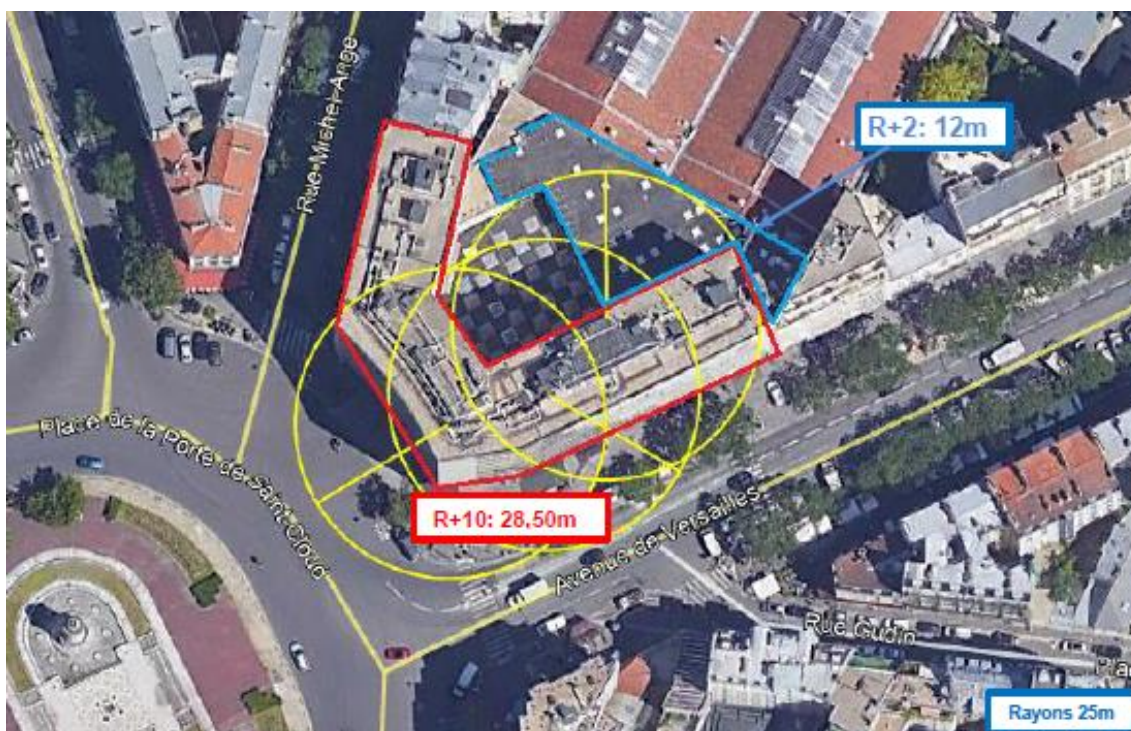 Rue Michel-Ange
R+2: 12m
Place de la Porte de Saint-Cloud
R+10: 28,50m
Avenue de Versailles
Rue Gudin
Pla
Rayons 25m